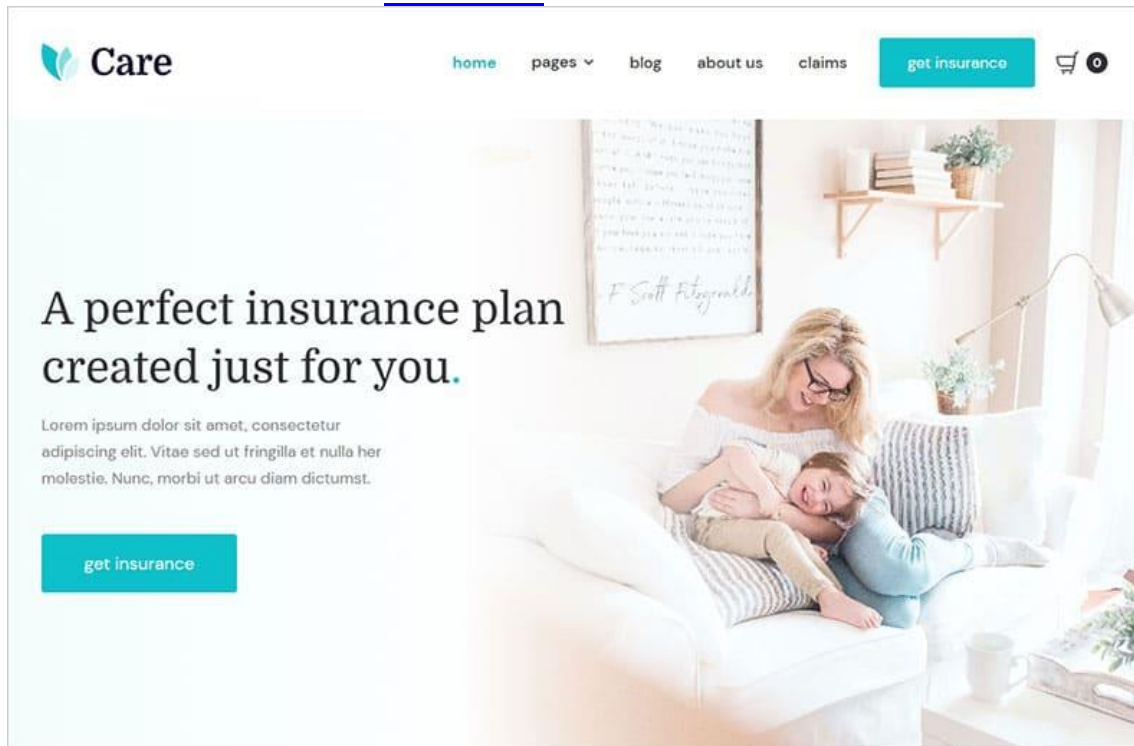 Care
home pages blog about us claims get insurance 0
F Scott Fitzgerald
A perfect insurance plan
created just for you.
Lorem ipsum dolor sit amet, consectetur
adipiscing elit. Vitae sed ut fringilla et nulla her
molestie. Nunc, morbi ut arcu diam dictumst.
get insurance